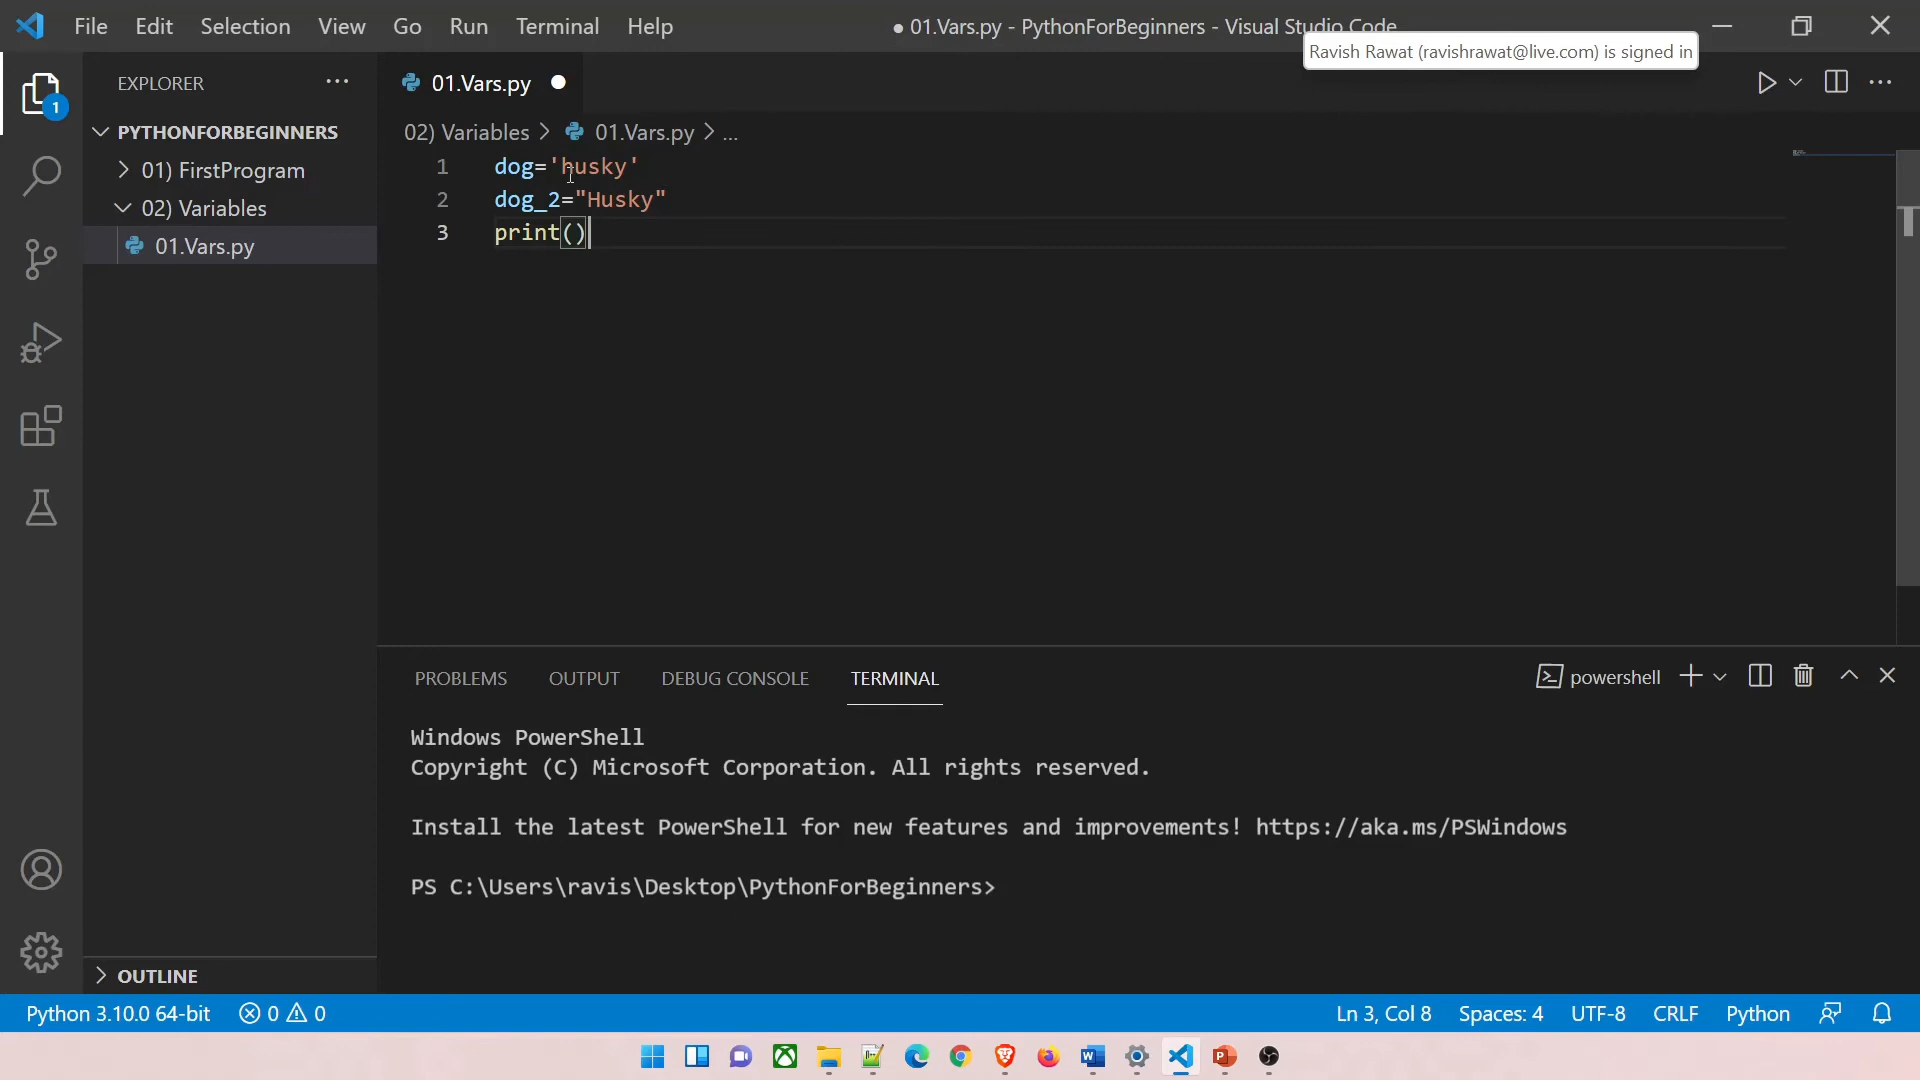 File Edit Selection View Go Run Terminal Help
● 01.Vars.py - PythonForBeginners - Visual Studio Code
Ravish Rawat (ravishrawat@live.com) is signed in
EXPLORER
1
PYTHONFORBEGINNERS
01) FirstProgram
02) Variables
01.Vars.py
01.Vars.py
02) Variables > 01.Vars.py > ...
1 dog='husky'
2 dog_2="Husky"
3 print()
PROBLEMS OUTPUT DEBUG CONSOLE TERMINAL
powershell
Windows PowerShell
Copyright (C) Microsoft Corporation. All rights reserved.
Install the latest PowerShell for new features and improvements! https://aka.ms/PSWindows
PS C:\Users\ravis\Desktop\PythonForBeginners>
OUTLINE
Python 3.10.0 64-bit 0 0 Ln 3, Col 8 Spaces: 4 UTF-8 CRLF Python